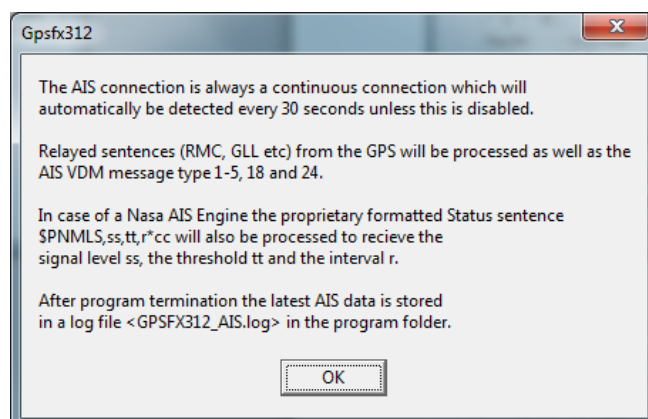 Gpsfx312
The AIS connection is always a continuous connection which will
automatically be detected every 30 seconds unless this is disabled.
Relayed sentences (RMC, GLL etc) from the GPS will be processed as well as the
AIS VDM message type 1-5, 18 and 24.
In case of a Nasa AIS Engine the proprietary formatted Status sentence
$PNMLS,ss,tt,r*cc will also be processed to recieve the
signal level ss, the threshold tt and the interval r.
After program termination the latest AIS data is stored
in a log file <GPSFX312_AIS.log> in the program folder.
OK